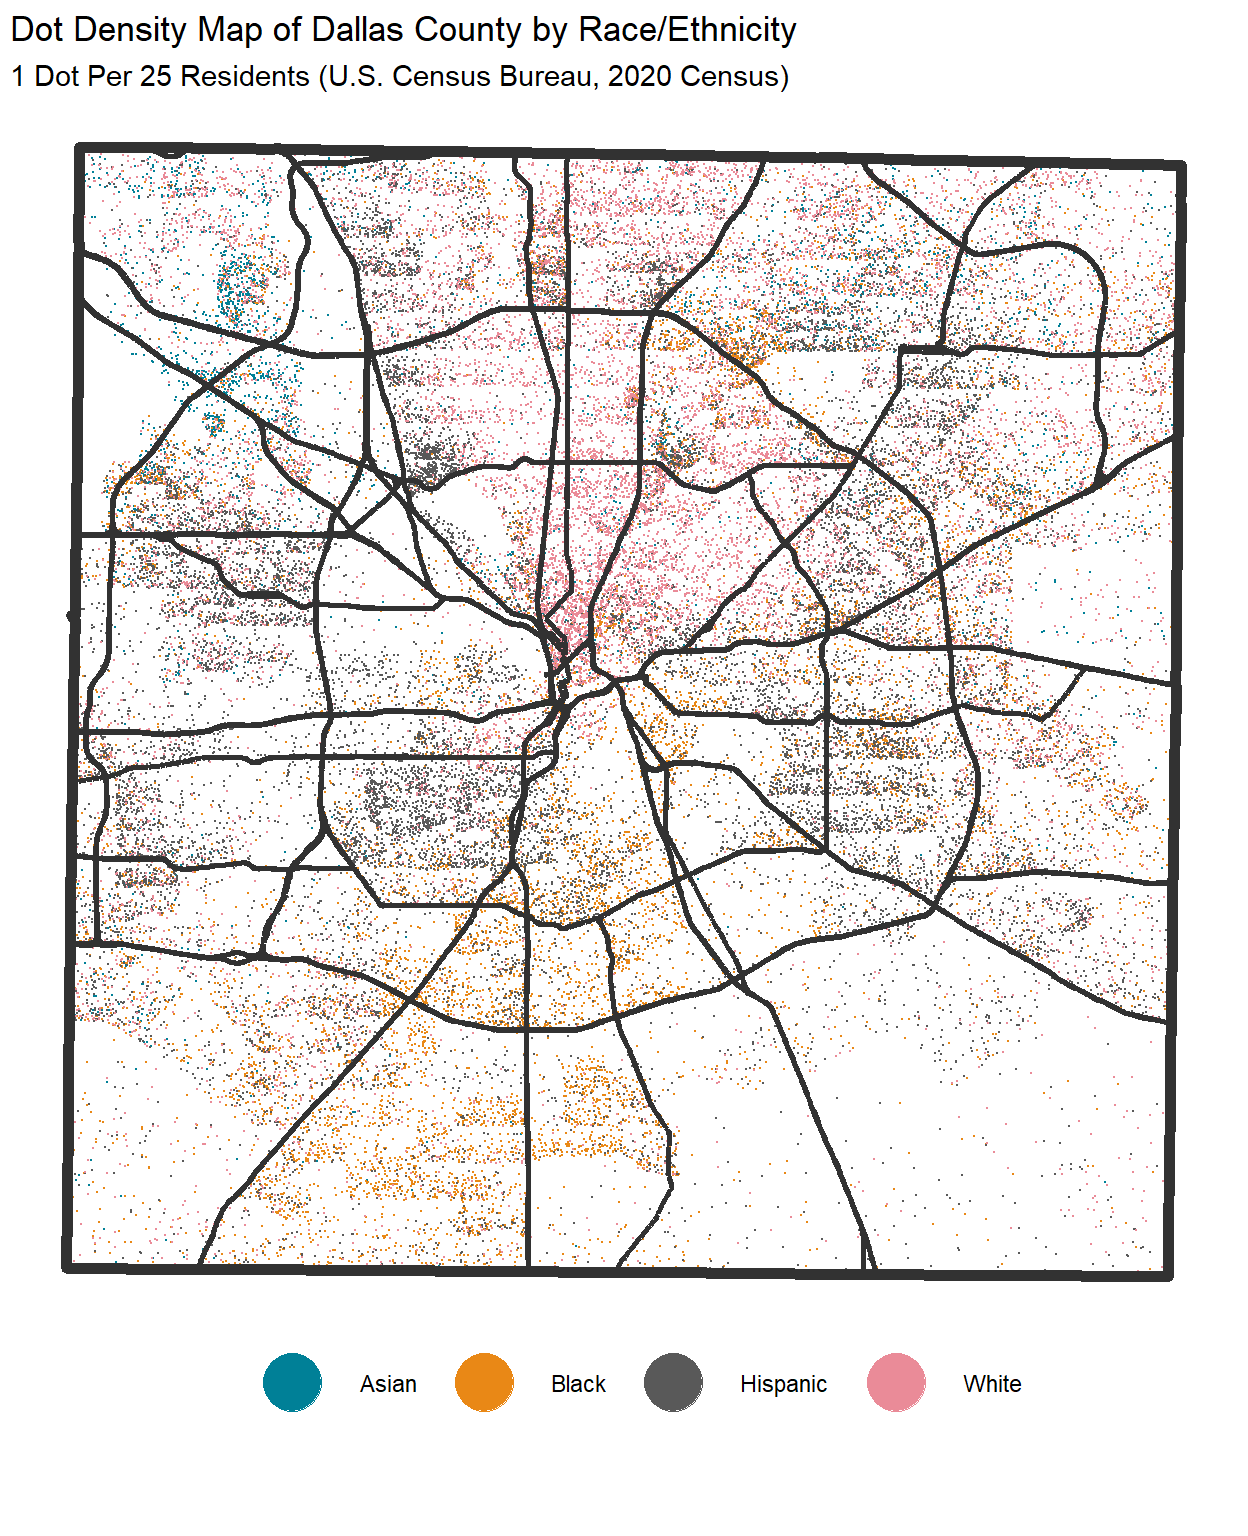 Dot Density Map of Dallas County by Race/Ethnicity
1 Dot Per 25 Residents (U.S. Census Bureau, 2020 Census)
Asian Black Hispanic White